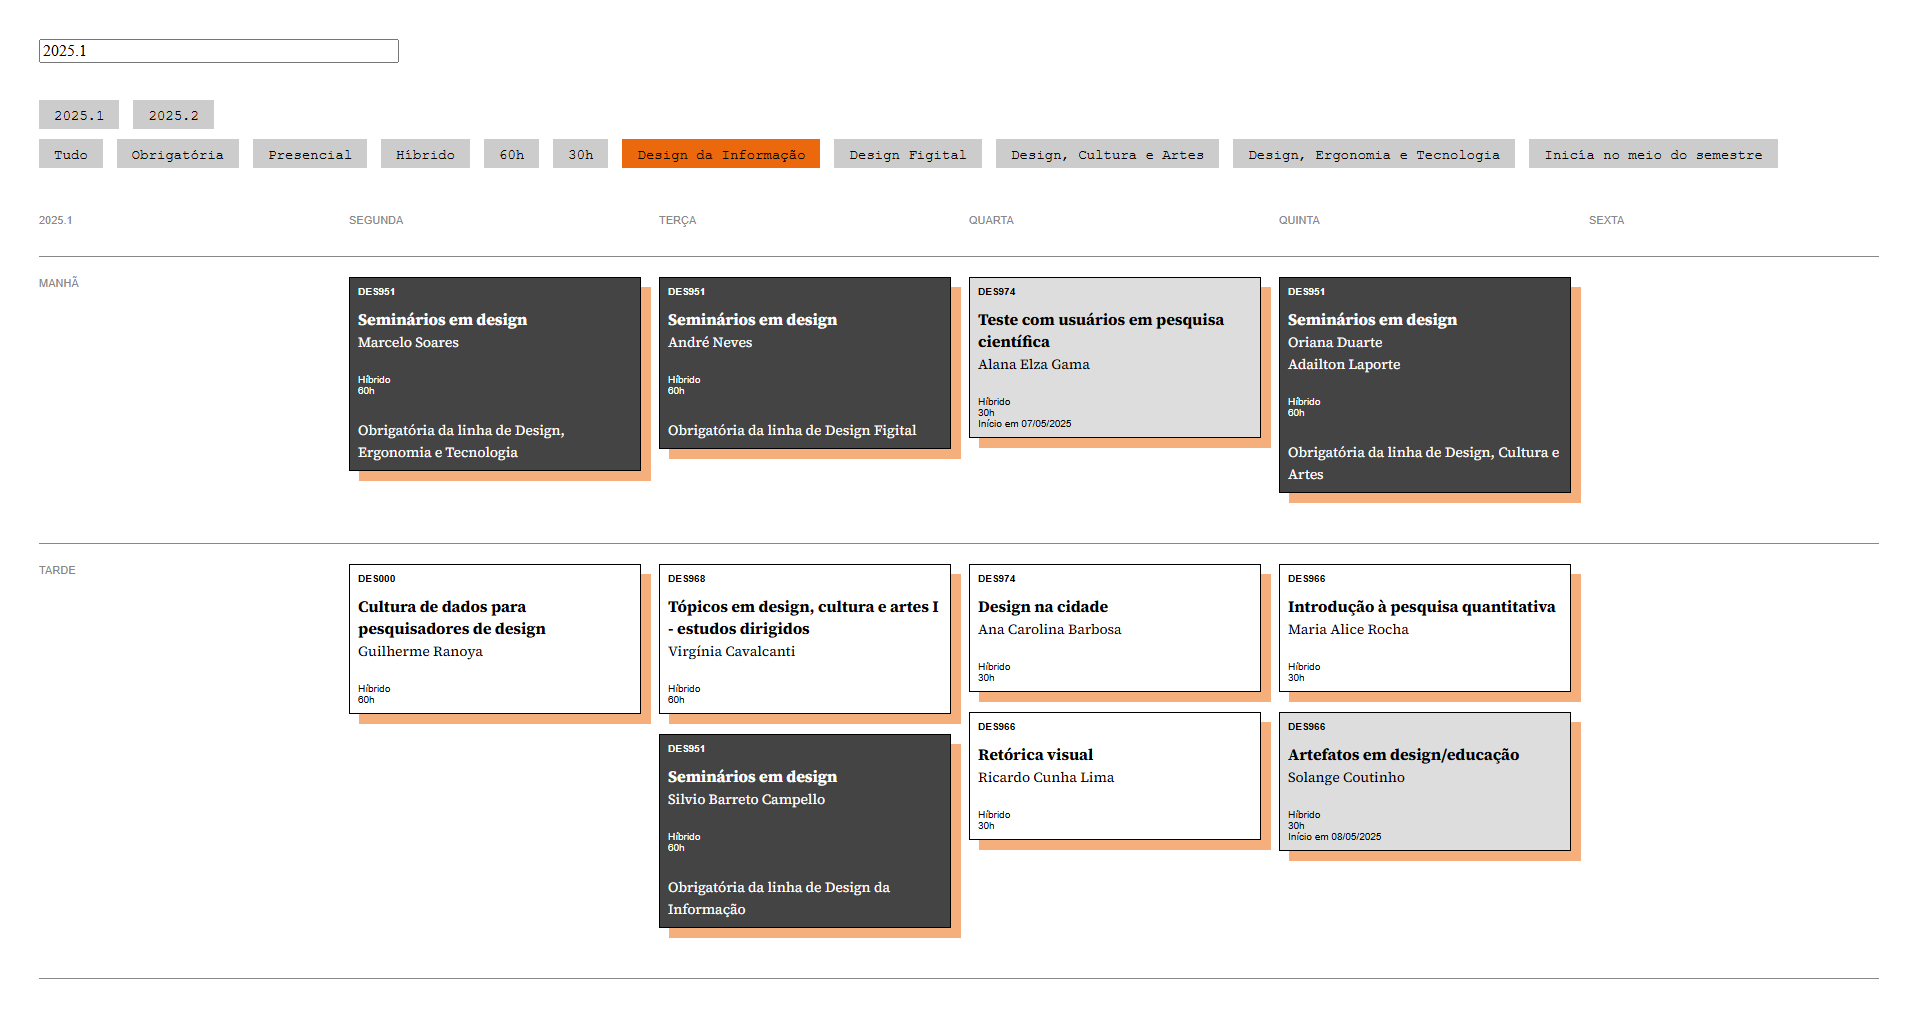 2025.1
2025.1
2025.2
Tudo
Obrigatória
Presencial
Híbrido
60h
30h
Design da Informação
Design Figital
Design, Cultura e Artes
Design, Ergonomia e Tecnologia
Inicía no meio do semestre
2025.1
SEGUNDA
TERÇA
QUARTA
QUINTA
SEXTA
MANHÃ
DES951
Seminários em design
Marcelo Soares
Híbrido
60h
Obrigatória da linha de Design,
Ergonomia e Tecnologia
DES951
Seminários em design
André Neves
Híbrido
60h
Obrigatória da linha de Design Figital
DES974
Teste com usuários em pesquisa
científica
Alana Elza Gama
Híbrido
30h
Início em 07/05/2025
DES951
Seminários em design
Oriana Duarte
Adailton Laporte
Híbrido
60h
Obrigatória da linha de Design, Cultura e
Artes
TARDE
DES000
Cultura de dados para
pesquisadores de design
Guilherme Ranoya
Híbrido
60h
DES968
Tópicos em design, cultura e artes I
- estudos dirigidos
Virgínia Cavalcanti
Híbrido
60h
DES951
Seminários em design
Silvio Barreto Campello
Híbrido
60h
Obrigatória da linha de Design da
Informação
DES974
Design na cidade
Ana Carolina Barbosa
Híbrido
30h
DES966
Retórica visual
Ricardo Cunha Lima
Híbrido
30h
DES966
Introdução à pesquisa quantitativa
Maria Alice Rocha
Híbrido
30h
DES966
Artefatos em design/educação
Solange Coutinho
Híbrido
30h
Início em 08/05/2025